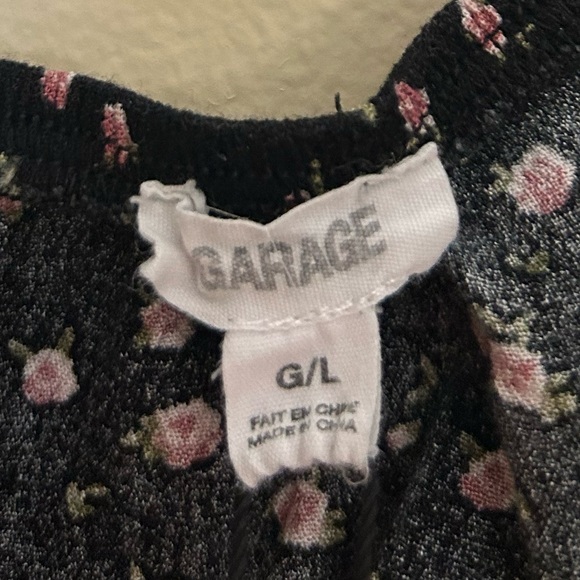 GARAGE
G/L
FAIT EN CHINE
MADE IN CHINA